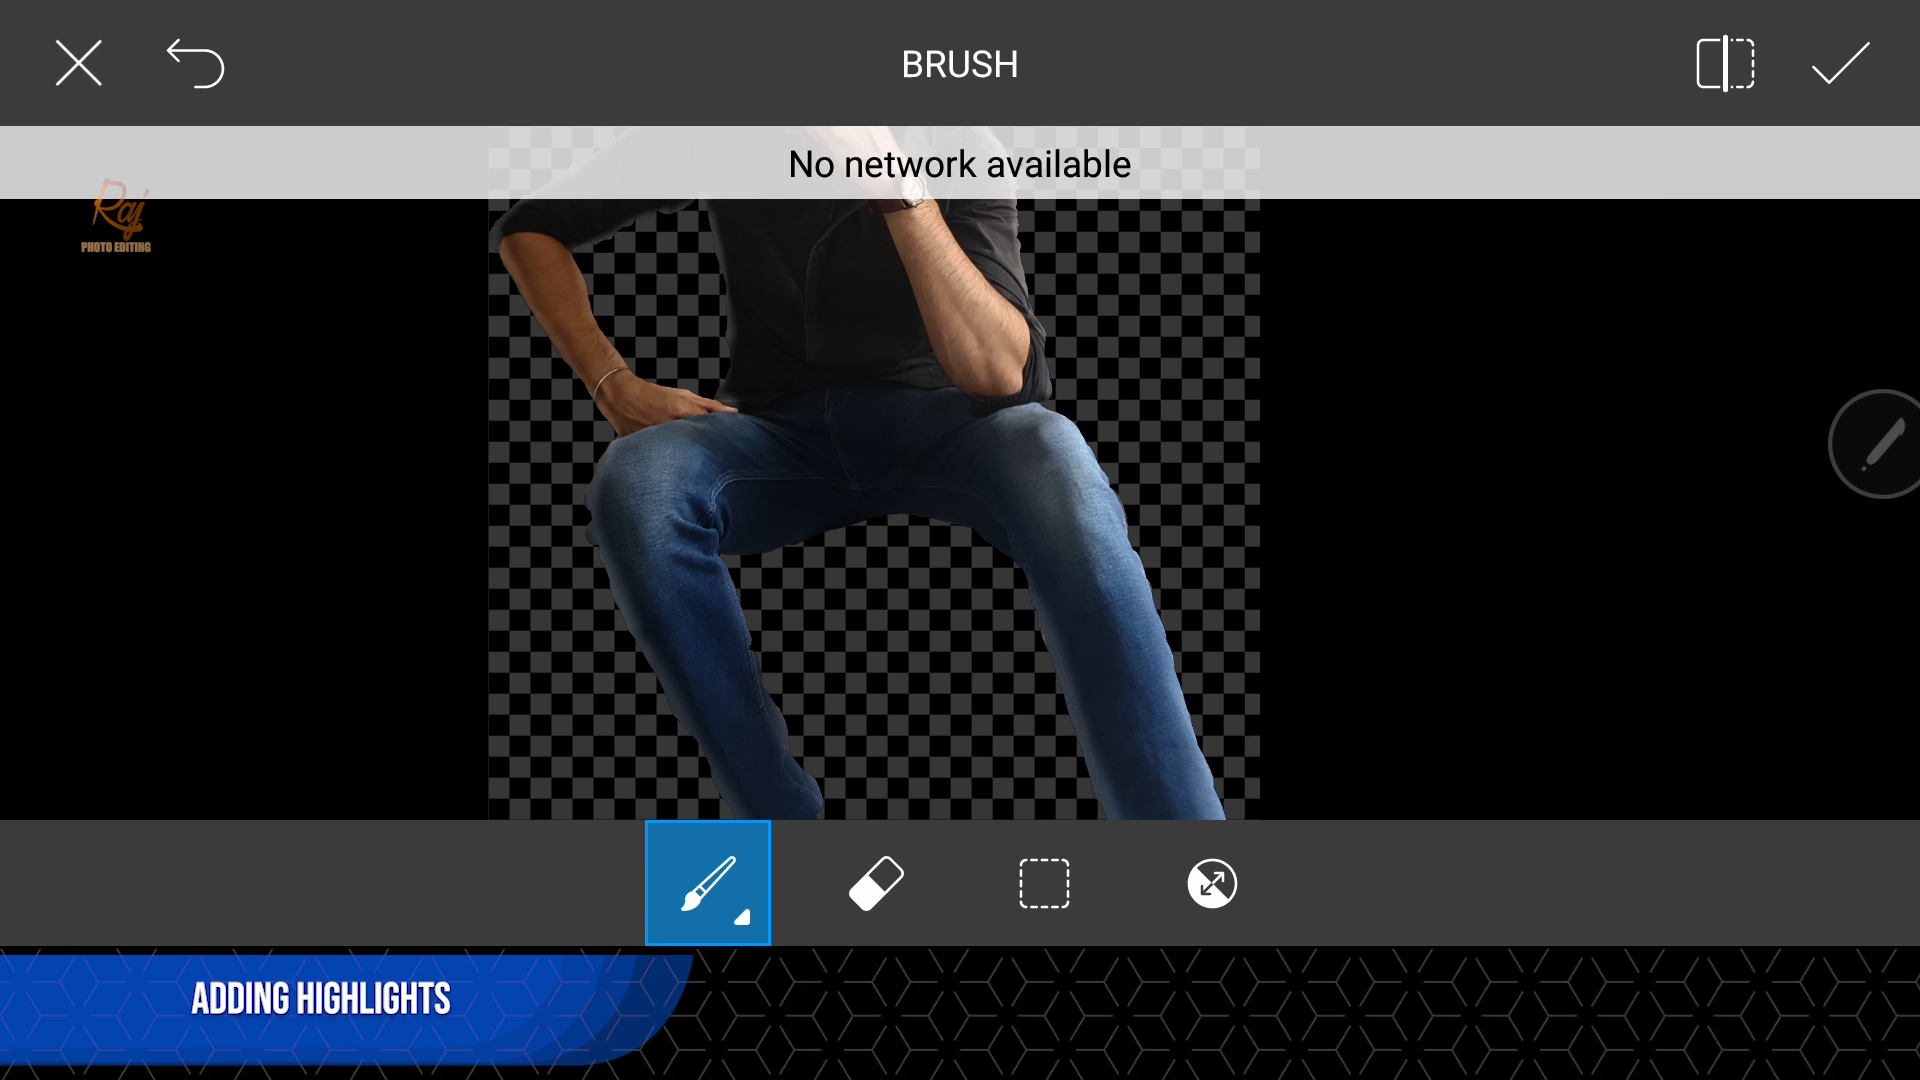 BRUSH
No network available
Raj
PHOTO EDITING
ADDING HIGHLIGHTS